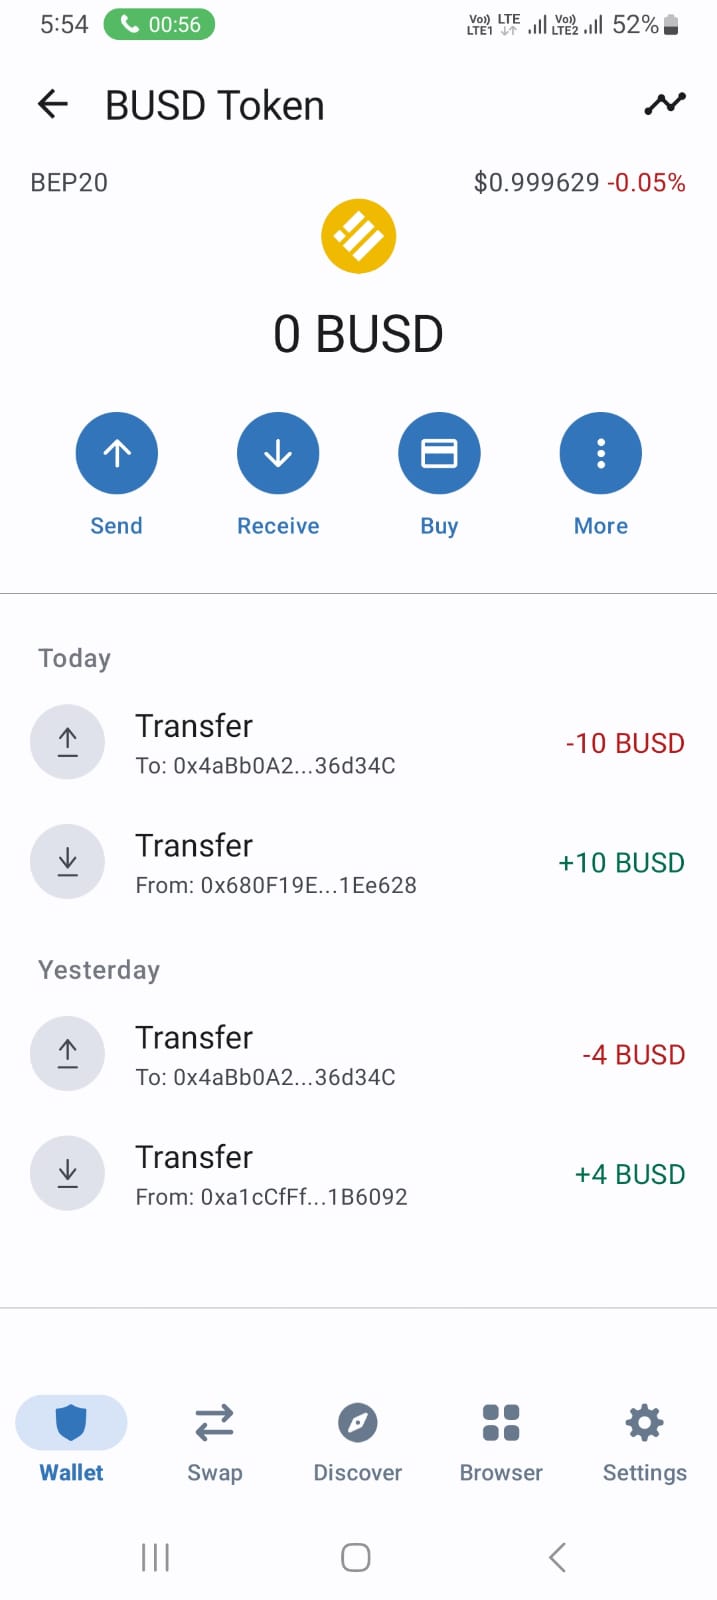 5:54 00:56 Vo)) LTE1 LTE Vo)) LTE2 52%
BUSD Token
BEP20 $0.999629 -0.05%
0 BUSD
Send Receive Buy More
Today
Transfer
-10 BUSD
To: 0x4aBb0A2...36d34C
Transfer
+10 BUSD
From: 0x680F19E...1Ee628
Yesterday
Transfer
-4 BUSD
To: 0x4aBb0A2...36d34C
Transfer
+4 BUSD
From: 0xa1cCfFf...1B6092
Wallet Swap Discover Browser Settings